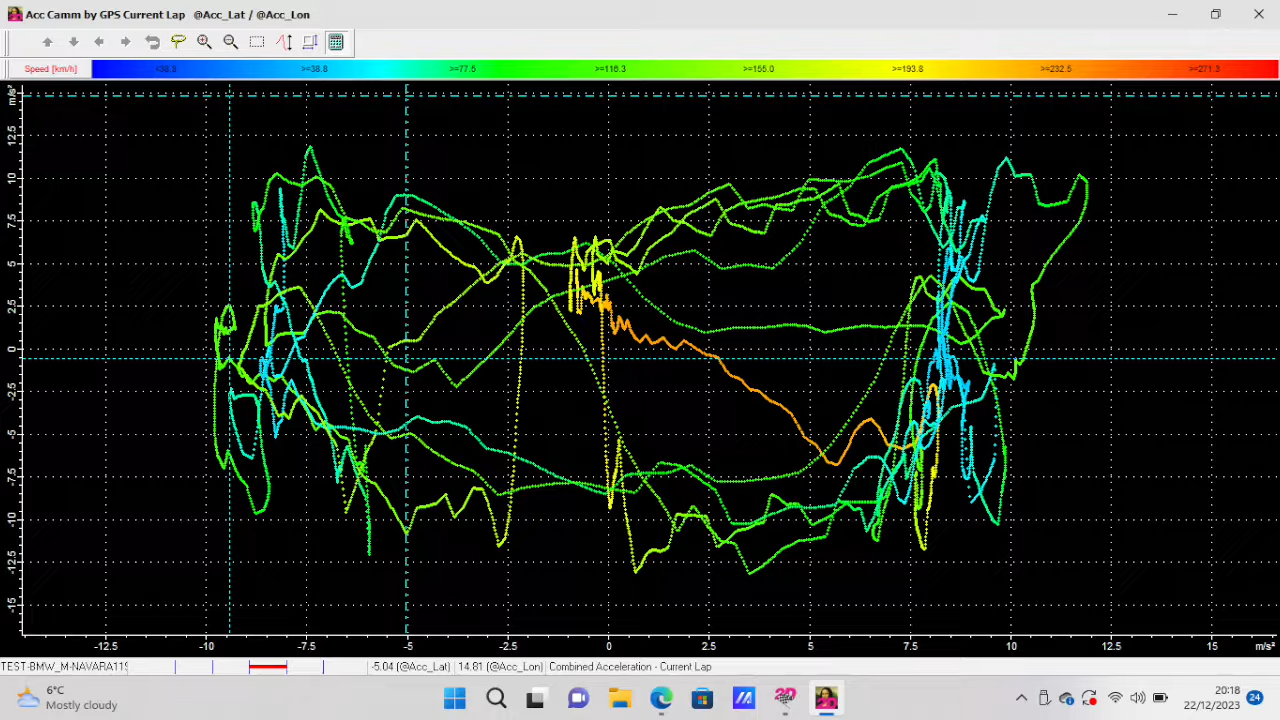 Acc Camm by GPS Current Lap @Acc_Lat / @Acc_Lon
Speed [km/h] <38.8 >=38.8 >=77.5 >=116.3 >=155.0 >=193.8 >=232.5 >=271.3
m/s²
12.5
10
7.5
5
2.5
0
-2.5
-5
-7.5
-10
-12.5
-15
-12.5 -10 -7.5 -5 -2.5 0 2.5 5 7.5 10 12.5 15 m/s²
TEST-BMW_M-NAVARA119 -5.04 (@Acc_Lat) 14.81 (@Acc_Lon) Combined Acceleration - Current Lap
6°C
Mostly cloudy
20:18
22/12/2023
24